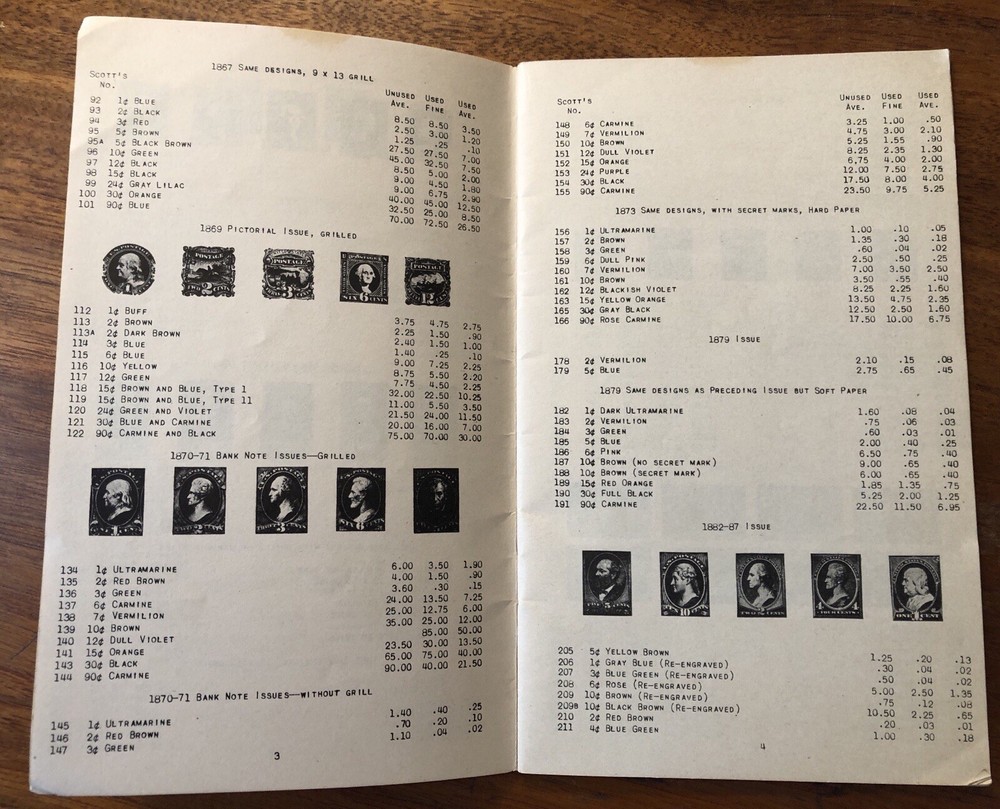 1867 SAME DESIGNS, 9 X 13 GRILL
SCOTT'S UNUSED USED USED
NO. AVE. FINE AVE.
92 1¢ BLUE 8.50 8.50 3.50
93 2¢ BLACK 2.50 3.00 1.20
94 3¢ RED 1.25 .25 .10
95 5¢ BROWN 27.50 27.50 7.00
95A 5¢ BLACK BROWN 45.00 32.50 7.50
96 10¢ GREEN 8.50 5.00 2.00
97 12¢ BLACK 9.00 4.50 1.80
98 15¢ BLACK 9.00 6.75 2.90
99 24¢ GRAY LILAC 40.00 45.00 12.50
100 30¢ ORANGE 32.50 25.00 8.50
101 90¢ BLUE 70.00 72.50 26.50
1869 PICTORIAL ISSUE, GRILLED
112 1¢ BUFF 3.75 4.75 2.75
113 2¢ BROWN 2.25 1.50 .90
113A 2¢ DARK BROWN 2.40 1.50 1.00
114 3¢ BLUE 1.40 .25 .10
115 6¢ BLUE 9.00 7.25 2.25
116 10¢ YELLOW 8.75 5.50 2.20
117 12¢ GREEN 7.75 4.50 2.25
118 15¢ BROWN AND BLUE, TYPE 1 32.00 22.50 10.25
119 15¢ BROWN AND BLUE, TYPE 11 11.00 5.50 3.50
120 24¢ GREEN AND VIOLET 21.50 24.00 11.50
121 30¢ BLUE AND CARMINE 20.00 16.00 7.00
122 90¢ CARMINE AND BLACK 75.00 70.00 30.00
1870-71 BANK NOTE ISSUES--GRILLED
134 1¢ ULTRAMARINE 6.00 3.50 1.90
135 2¢ RED BROWN 4.00 1.50 .90
136 3¢ GREEN 3.60 .30 .15
137 6¢ CARMINE 24.00 13.50 7.25
138 7¢ VERMILION 25.00 12.75 6.00
139 10¢ BROWN 35.00 25.00 12.00
140 12¢ DULL VIOLET 85.00 50.00
141 15¢ ORANGE 23.50 30.00 13.50
143 30¢ BLACK 65.00 75.00 40.00
144 90¢ CARMINE 90.00 40.00 21.50
1870-71 BANK NOTE ISSUES--WITHOUT GRILL
145 1¢ ULTRAMARINE 1.40 .40 .25
146 2¢ RED BROWN .70 .20 .10
147 3¢ GREEN 1.10 .04 .02
3
SCOTT'S UNUSED USED USED
NO. AVE. FINE AVE.
148 6¢ CARMINE 3.25 1.00 .50
149 7¢ VERMILION 4.75 3.00 2.10
150 10¢ BROWN 5.25 1.55 .90
151 12¢ DULL VIOLET 8.25 2.35 1.30
152 15¢ ORANGE 6.75 4.00 2.00
153 24¢ PURPLE 12.00 7.50 2.75
154 30¢ BLACK 17.50 8.00 4.00
155 90¢ CARMINE 23.50 9.75 5.25
1873 SAME DESIGNS, WITH SECRET MARKS, HARD PAPER
156 1¢ ULTRAMARINE 1.00 .10 .05
157 2¢ BROWN 1.35 .30 .18
158 3¢ GREEN .60 .04 .02
159 6¢ DULL PINK 2.50 .50 .25
160 7¢ VERMILION 7.00 3.50 2.50
161 10¢ BROWN 3.50 .55 .40
162 12¢ BLACKISH VIOLET 8.25 2.25 1.60
163 15¢ YELLOW ORANGE 13.50 4.75 2.35
165 30¢ GRAY BLACK 12.50 2.50 1.60
166 90¢ ROSE CARMINE 17.50 10.00 6.75
1879 ISSUE
178 2¢ VERMILION 2.10 .15 .08
179 5¢ BLUE 2.75 .65 .45
1879 SAME DESIGNS AS PRECEDING ISSUE BUT SOFT PAPER
182 1¢ DARK ULTRAMARINE 1.60 .08 .04
183 2¢ VERMILION .75 .06 .03
184 3¢ GREEN .60 .03 .01
185 5¢ BLUE 2.00 .40 .25
186 6¢ PINK 6.50 .75 .40
187 10¢ BROWN (NO SECRET MARK) 9.00 .65 .40
188 10¢ BROWN (SECRET MARK) 6.00 .65 .40
189 15¢ RED ORANGE 1.85 1.35 .75
190 30¢ FULL BLACK 5.25 2.00 1.25
191 90¢ CARMINE 22.50 11.50 6.95
1882-87 ISSUE
205 5¢ YELLOW BROWN 1.25 .20 .13
206 1¢ GRAY BLUE (RE-ENGRAVED) .30 .04 .02
207 3¢ BLUE GREEN (RE-ENGRAVED) .50 .04 .02
208 6¢ ROSE (RE-ENGRAVED) 5.00 2.50 1.35
209 10¢ BROWN (RE-ENGRAVED) .75 .12 .08
209B 10¢ BLACK BROWN (RE-ENGRAVED) 10.50 2.25 .65
210 2¢ RED BROWN .20 .03 .01
211 4¢ BLUE GREEN 1.00 .30 .18
4